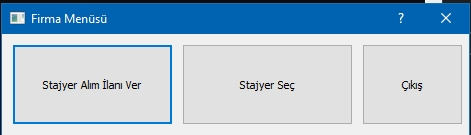 Firma Menüsü
Stajyer Alım İlanı Ver
Stajyer Seç
Çıkış